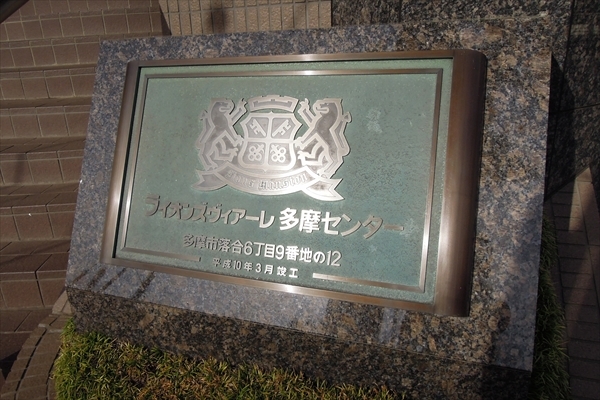 ライオンズヴィアーレ 多摩センター
多摩市落合6丁目9番地の12
平成10年3月竣工